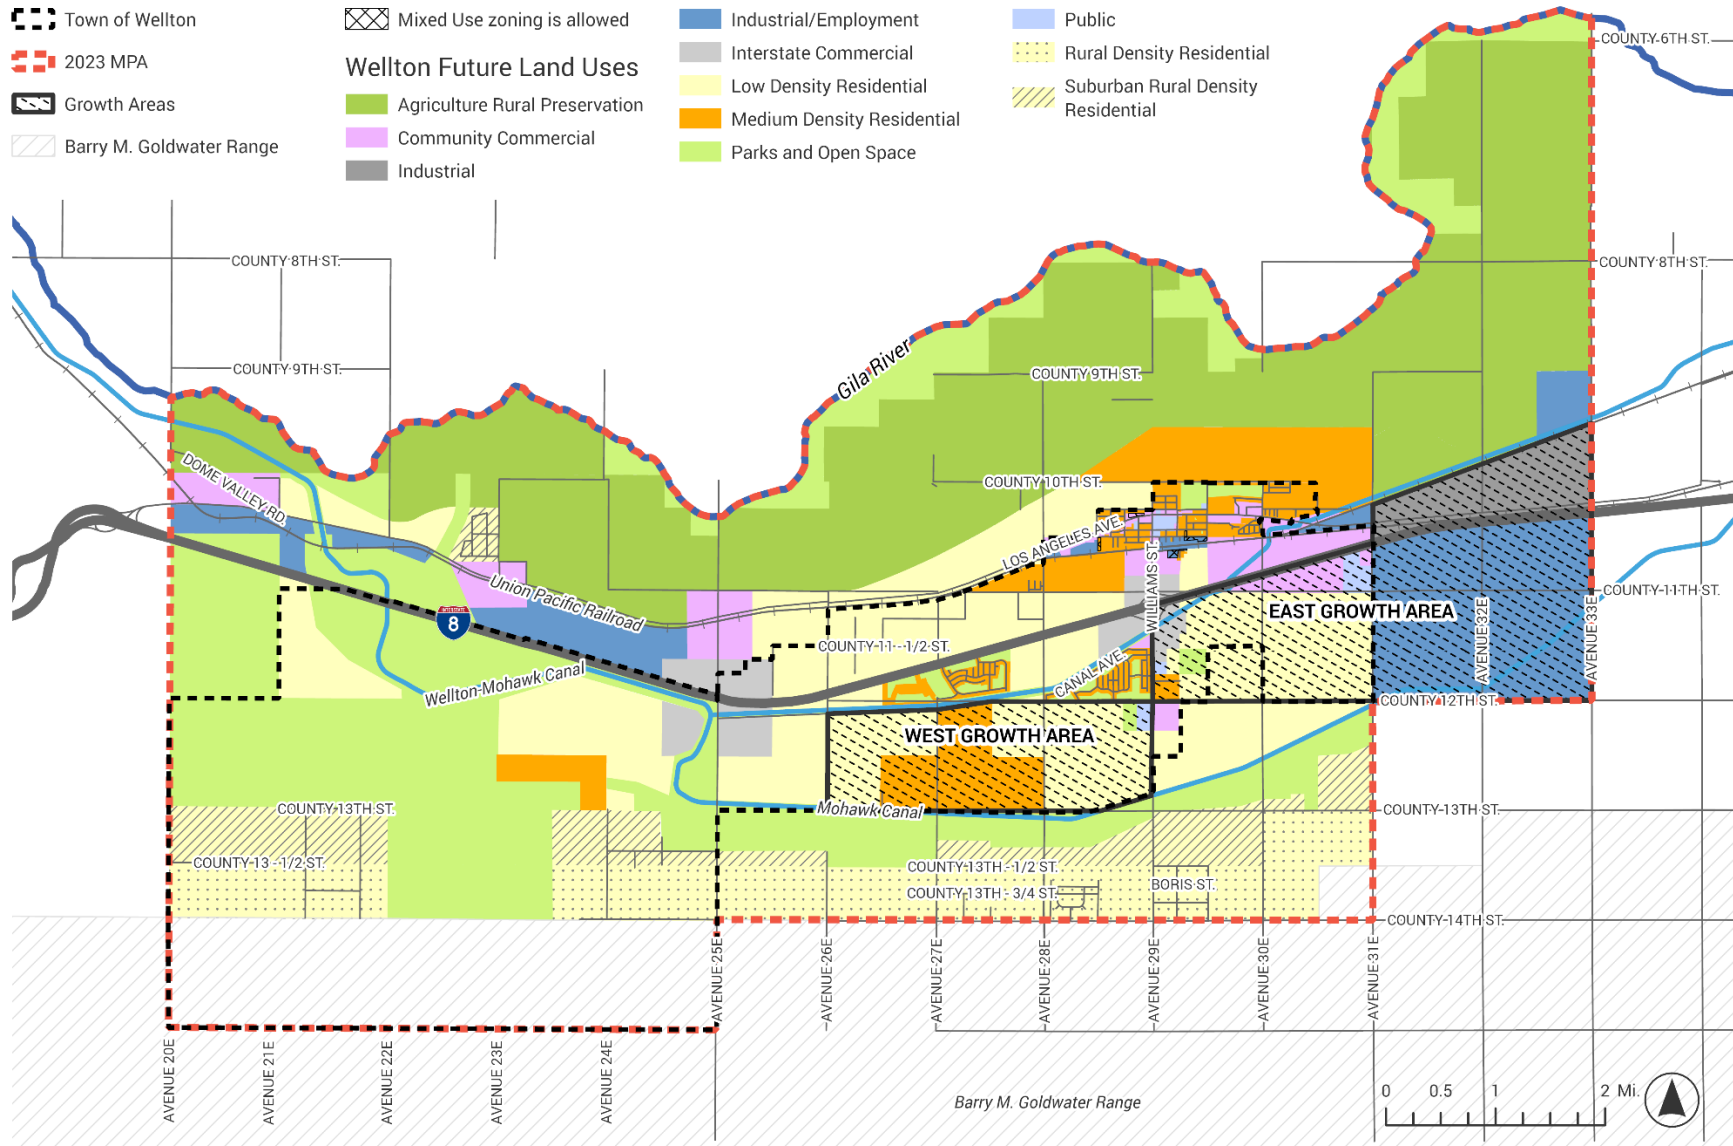 Town of Wellton
2023 MPA
Growth Areas
Barry M. Goldwater Range
Mixed Use zoning is allowed
Wellton Future Land Uses
Agriculture Rural Preservation
Community Commercial
Industrial
Industrial/Employment
Interstate Commercial
Low Density Residential
Medium Density Residential
Parks and Open Space
Public
Rural Density Residential
Suburban Rural Density
Residential
COUNTY 6TH ST.
COUNTY 8TH ST.
COUNTY 8TH ST.
COUNTY 9TH ST.
COUNTY 9TH ST.
Gila River
DOME VALLEY RD.
COUNTY 10TH ST.
LOS ANGELES AVE.
WILLIAMS ST.
Union Pacific Railroad
8
COUNTY 11TH ST.
EAST GROWTH AREA
COUNTY 11 - 1/2 ST.
Wellton-Mohawk Canal
CANAL AVE.
AVENUE 32E
AVENUE 33E
COUNTY 12TH ST.
WEST GROWTH AREA
COUNTY 13TH ST.
Mohawk Canal
COUNTY 13TH ST.
COUNTY 13 - 1/2 ST.
COUNTY 13TH - 1/2 ST.
COUNTY 13TH - 3/4 ST.
BORIS ST.
COUNTY 14TH ST.
AVENUE 20E
AVENUE 21E
AVENUE 22E
AVENUE 23E
AVENUE 24E
AVENUE 25E
AVENUE 26E
AVENUE 27E
AVENUE 28E
AVENUE 29E
AVENUE 30E
AVENUE 31E
Barry M. Goldwater Range
0 0.5 1 2 Mi.